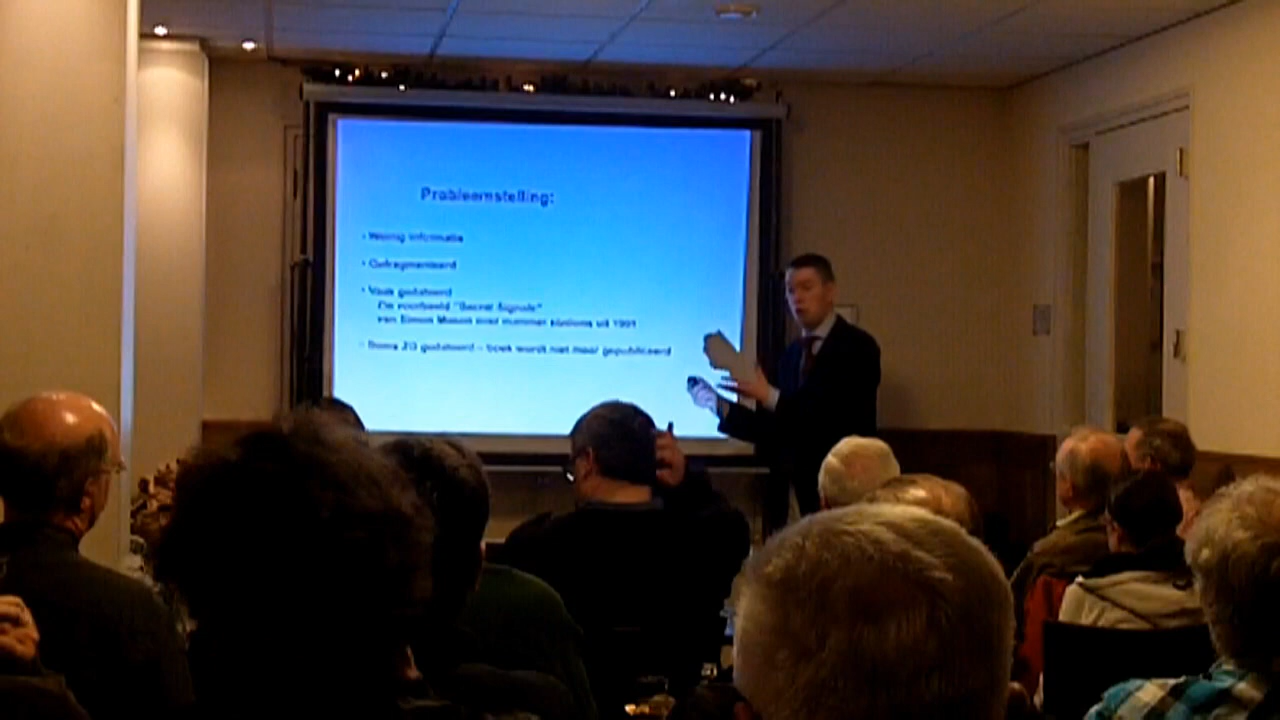 Probleemstelling:
- Weinig informatie
- Gefragmenteerd
- Vaak gedateerd
Bv voorbeeld "Secret Signals"
van Simon Mason over nummer stations uit 1991
- Soms ZO gedateerd – boek wordt niet meer gepubliceerd